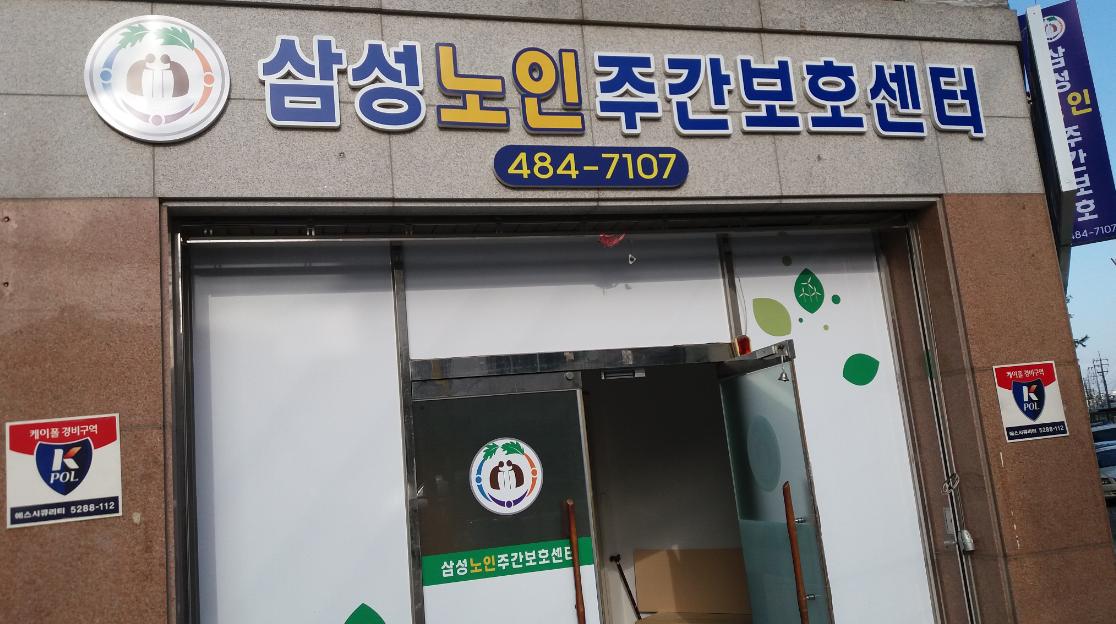 삼성노인주간보호센터
484-7107
삼성
인
주간보호
484-7107
케이폴 경비구역
K
POL
에스시큐리티 5288-112
삼성노인주간보호센터
케이폴 경비구역
K
POL
에스시큐리티 5288-112